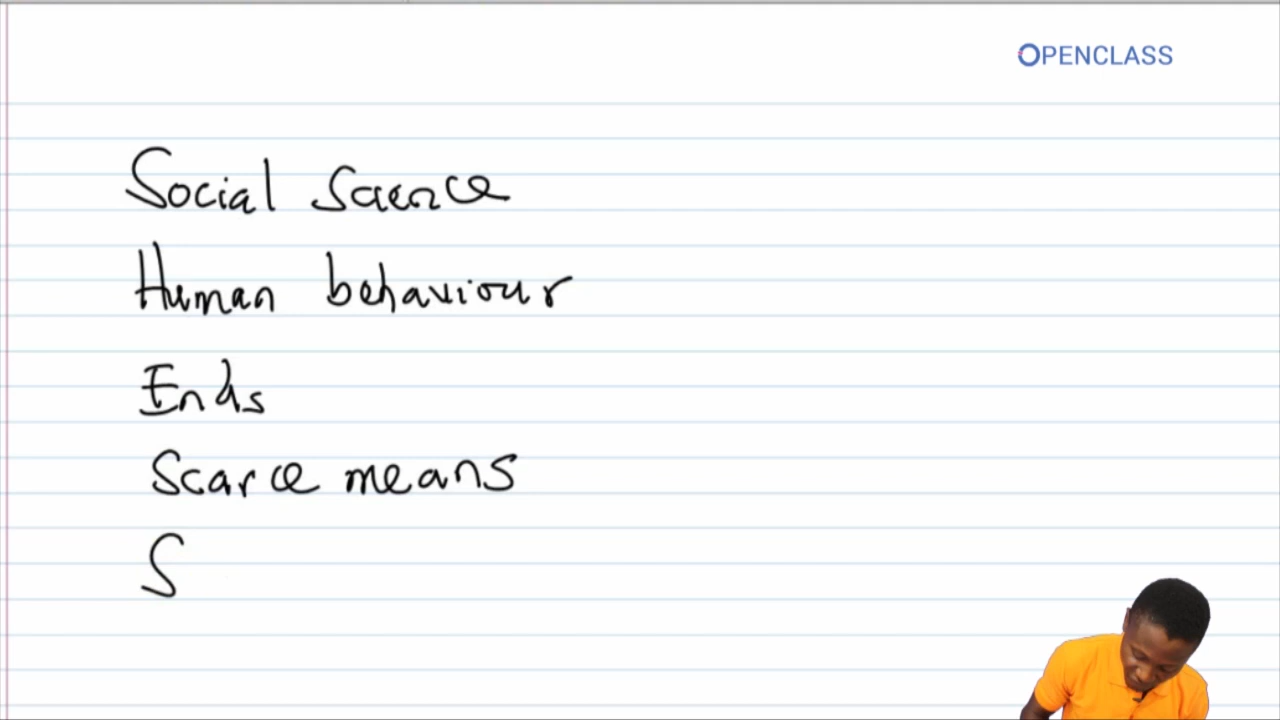 OPENCLASS
Social Science
Human behaviour
Ends
Scarce means
S